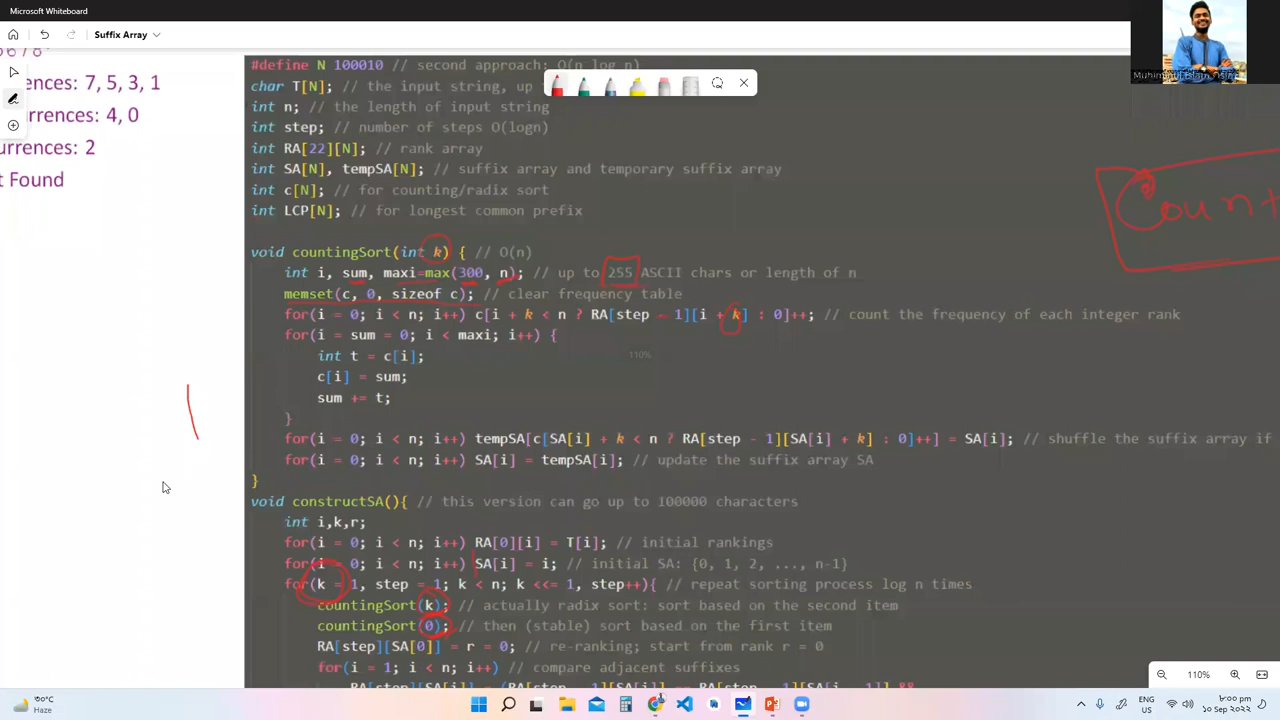 Microsoft Whiteboard
Suffix Array
ences: 7, 5, 3, 1
rrences: 4, 0
urrences: 2
t Found
#define N 100010 // second approach: O(n log n)
char T[N]; // the input string, up
int n; // the length of input string
int step; // number of steps O(logn)
int RA[22][N]; // rank array
int SA[N], tempSA[N]; // suffix array and temporary suffix array
int c[N]; // for counting/radix sort
int LCP[N]; // for longest common prefix
Count
void countingSort(int k) { // O(n)
int i, sum, maxi=max(300, n); // up to 255 ASCII chars or length of n
memset(c, 0, sizeof c); // clear frequency table
for(i = 0; i < n; i++) c[i + k < n ? RA[step - 1][i + k] : 0]++; // count the frequency of each integer rank
for(i = sum = 0; i < maxi; i++) {
int t = c[i];
c[i] = sum;
sum += t;
}
for(i = 0; i < n; i++) tempSA[c[SA[i] + k < n ? RA[step - 1][SA[i] + k] : 0]++] = SA[i]; // shuffle the suffix array if
for(i = 0; i < n; i++) SA[i] = tempSA[i]; // update the suffix array SA
}
void constructSA(){ // this version can go up to 100000 characters
int i,k,r;
for(i = 0; i < n; i++) RA[0][i] = T[i]; // initial rankings
for(i = 0; i < n; i++) SA[i] = i; // initial SA: {0, 1, 2, ..., n-1}
for(k = 1, step = 1; k < n; k <<= 1, step++){ // repeat sorting process log n times
countingSort(k); // actually radix sort: sort based on the second item
countingSort(0); // then (stable) sort based on the first item
RA[step][SA[0]] = r = 0; // re-ranking; start from rank r = 0
for(i = 1; i < n; i++) // compare adjacent suffixes
110%
110%
Haze
ENG
US